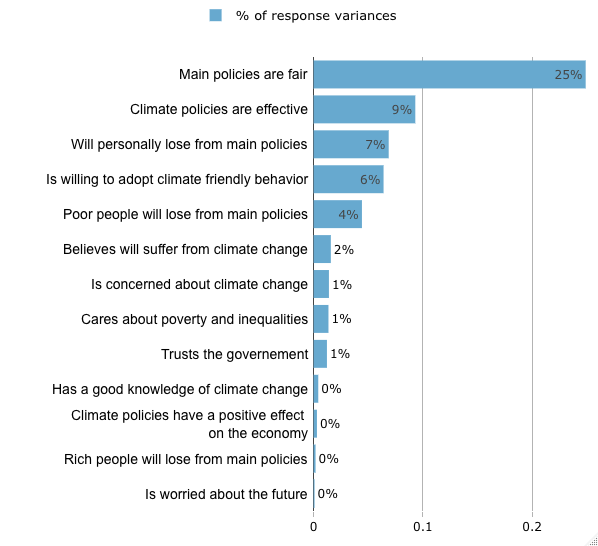 % of response variances
Main policies are fair 25%
Climate policies are effective 9%
Will personally lose from main policies 7%
Is willing to adopt climate friendly behavior 6%
Poor people will lose from main policies 4%
Believes will suffer from climate change 2%
Is concerned about climate change 1%
Cares about poverty and inequalities 1%
Trusts the governement 1%
Has a good knowledge of climate change 0%
Climate policies have a positive effect
on the economy 0%
Rich people will lose from main policies 0%
Is worried about the future 0%
0 0.1 0.2